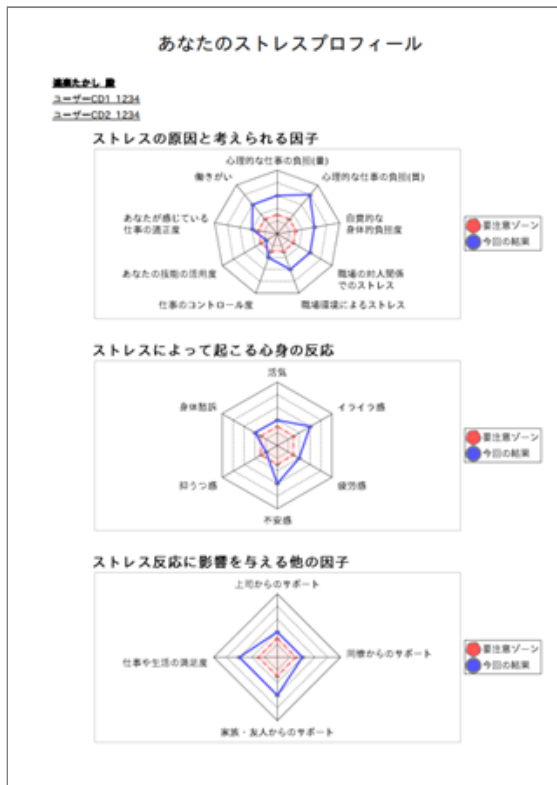 あなたのストレスプロフィール
たかし 殿
ユーザーCD1 1234
ユーザーCD2 1234
ストレスの原因と考えられる因子
心理的な仕事の負担(量)
働きがい
心理的な仕事の負担(質)
あなたが感じている
仕事の適正度
自覚的な
身体的負担度
要注意ゾーン
今回の結果
あなたの技能の活用度
職場の対人関係
でのストレス
仕事のコントロール度
職場環境によるストレス
ストレスによって起こる心身の反応
活気
身体愁訴
イライラ感
要注意ゾーン
今回の結果
抑うつ感
疲労感
不安感
ストレス反応に影響を与える他の因子
上司からのサポート
仕事や生活の満足度
同僚からのサポート
要注意ゾーン
今回の結果
家族・友人からのサポート